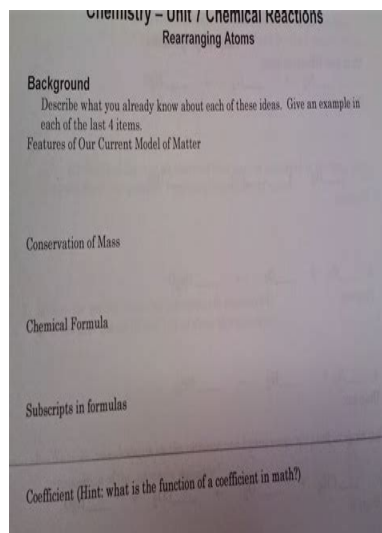 Chemistry – Unit 7 Chemical Reactions
Rearranging Atoms
Background
Describe what you already know about each of these ideas. Give an example in
each of the last 4 items.
Features of Our Current Model of Matter
Conservation of Mass
Chemical Formula
Subscripts in formulas
Coefficient (Hint: what is the function of a coefficient in math?)